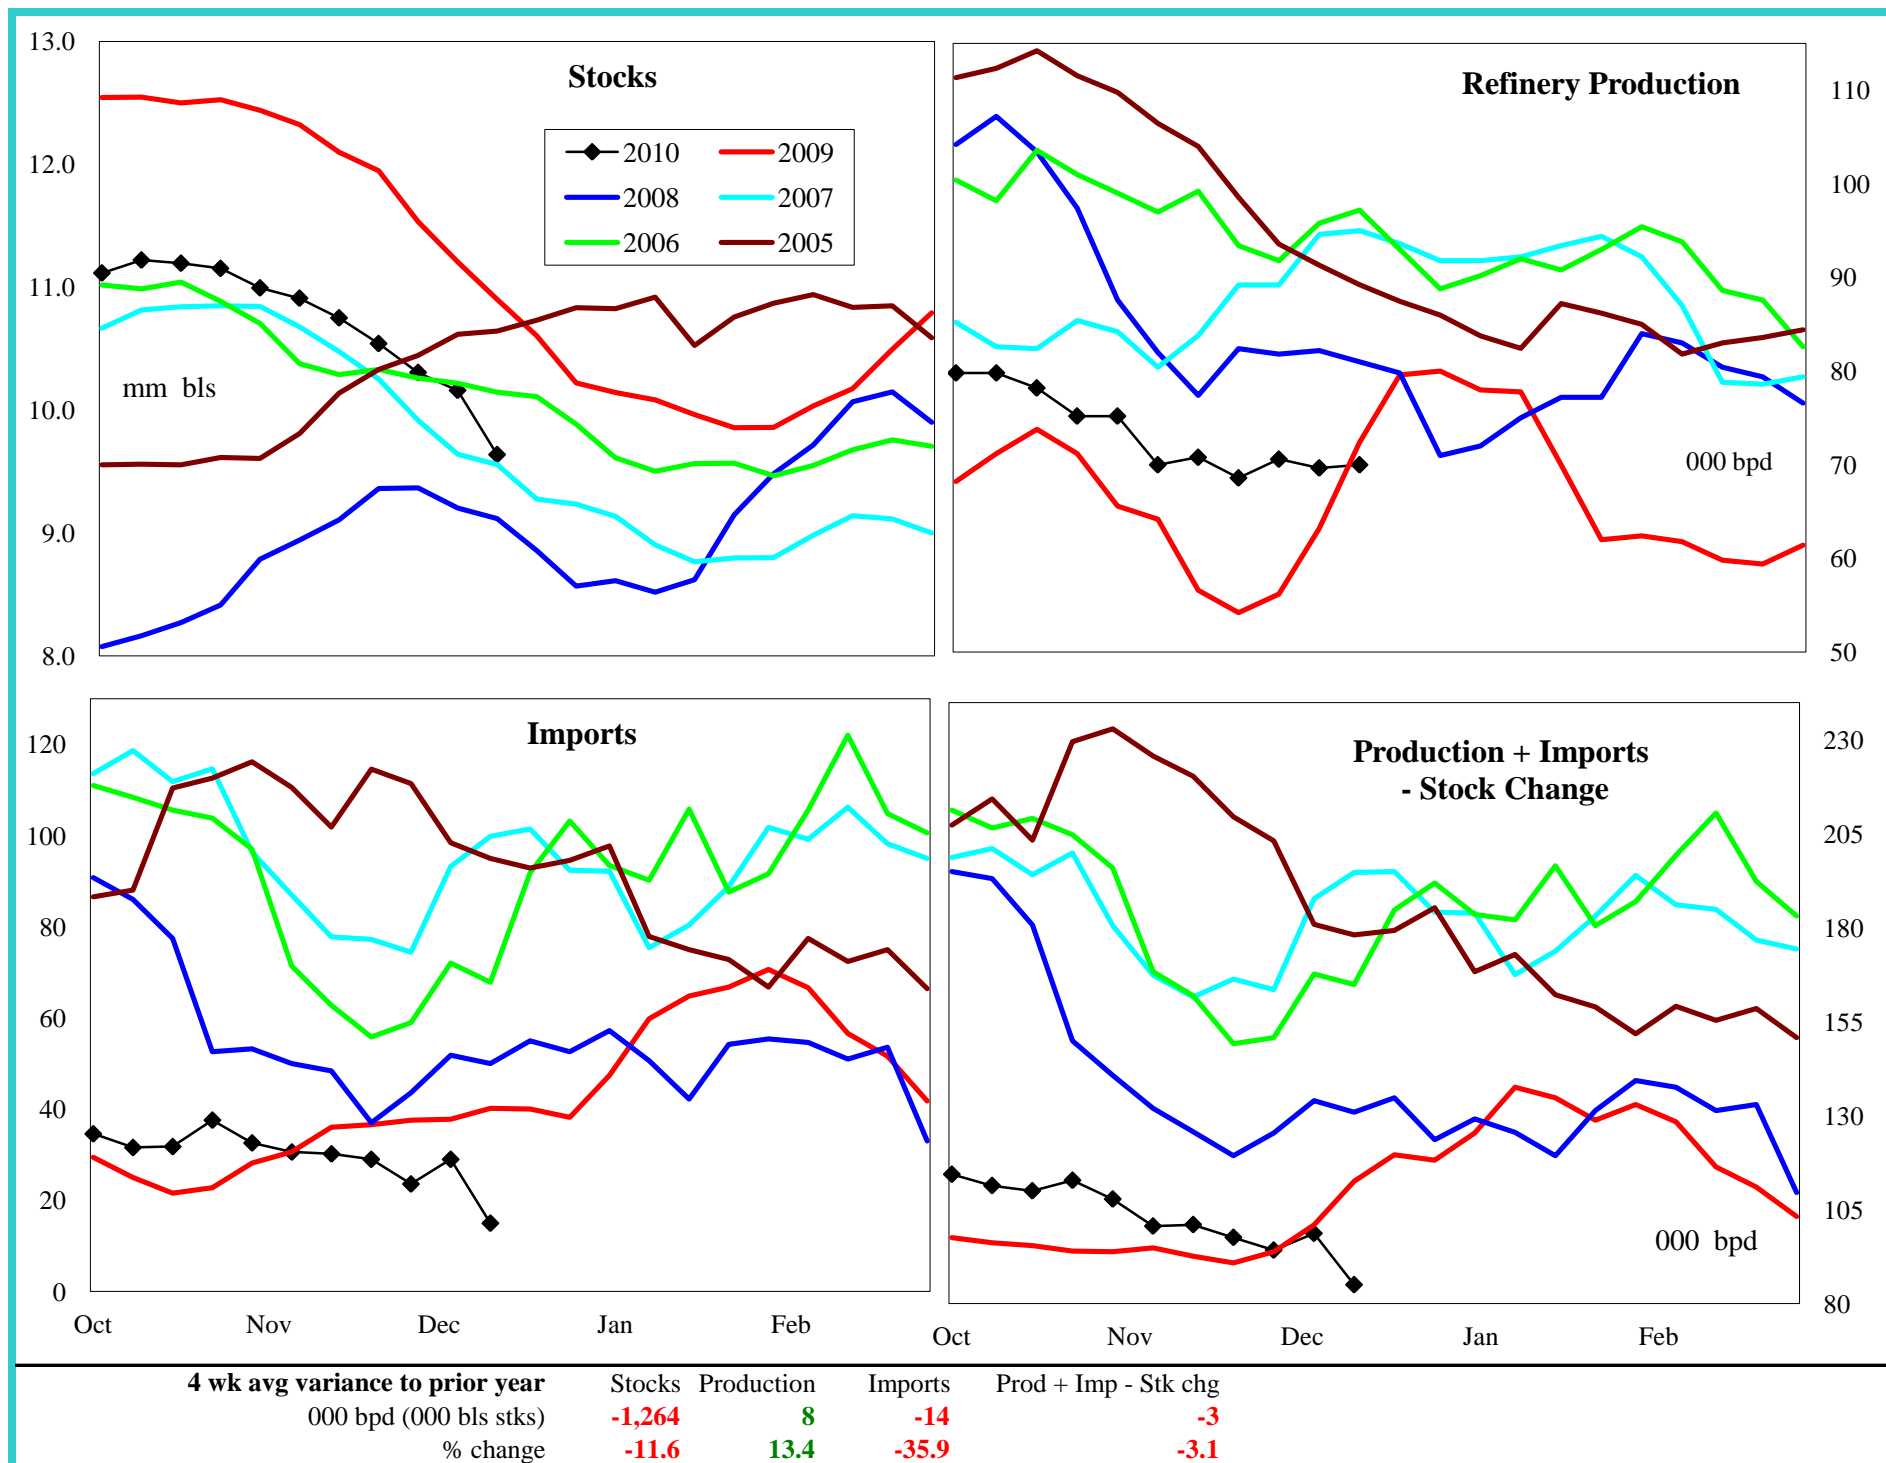 Stocks
13.0
12.0
11.0
10.0
9.0
8.0
mm bls
2010 2009
2008 2007
2006 2005
Refinery Production
110
100
90
80
70
60
50
000 bpd
Imports
120
100
80
60
40
20
0
Oct Nov Dec Jan Feb
Production + Imports
- Stock Change
230
205
180
155
130
105
80
000 bpd
Oct Nov Dec Jan Feb
4 wk avg variance to prior year Stocks Production Imports Prod + Imp - Stk chg
000 bpd (000 bls stks) -1,264 8 -14 -3
% change -11.6 13.4 -35.9 -3.1